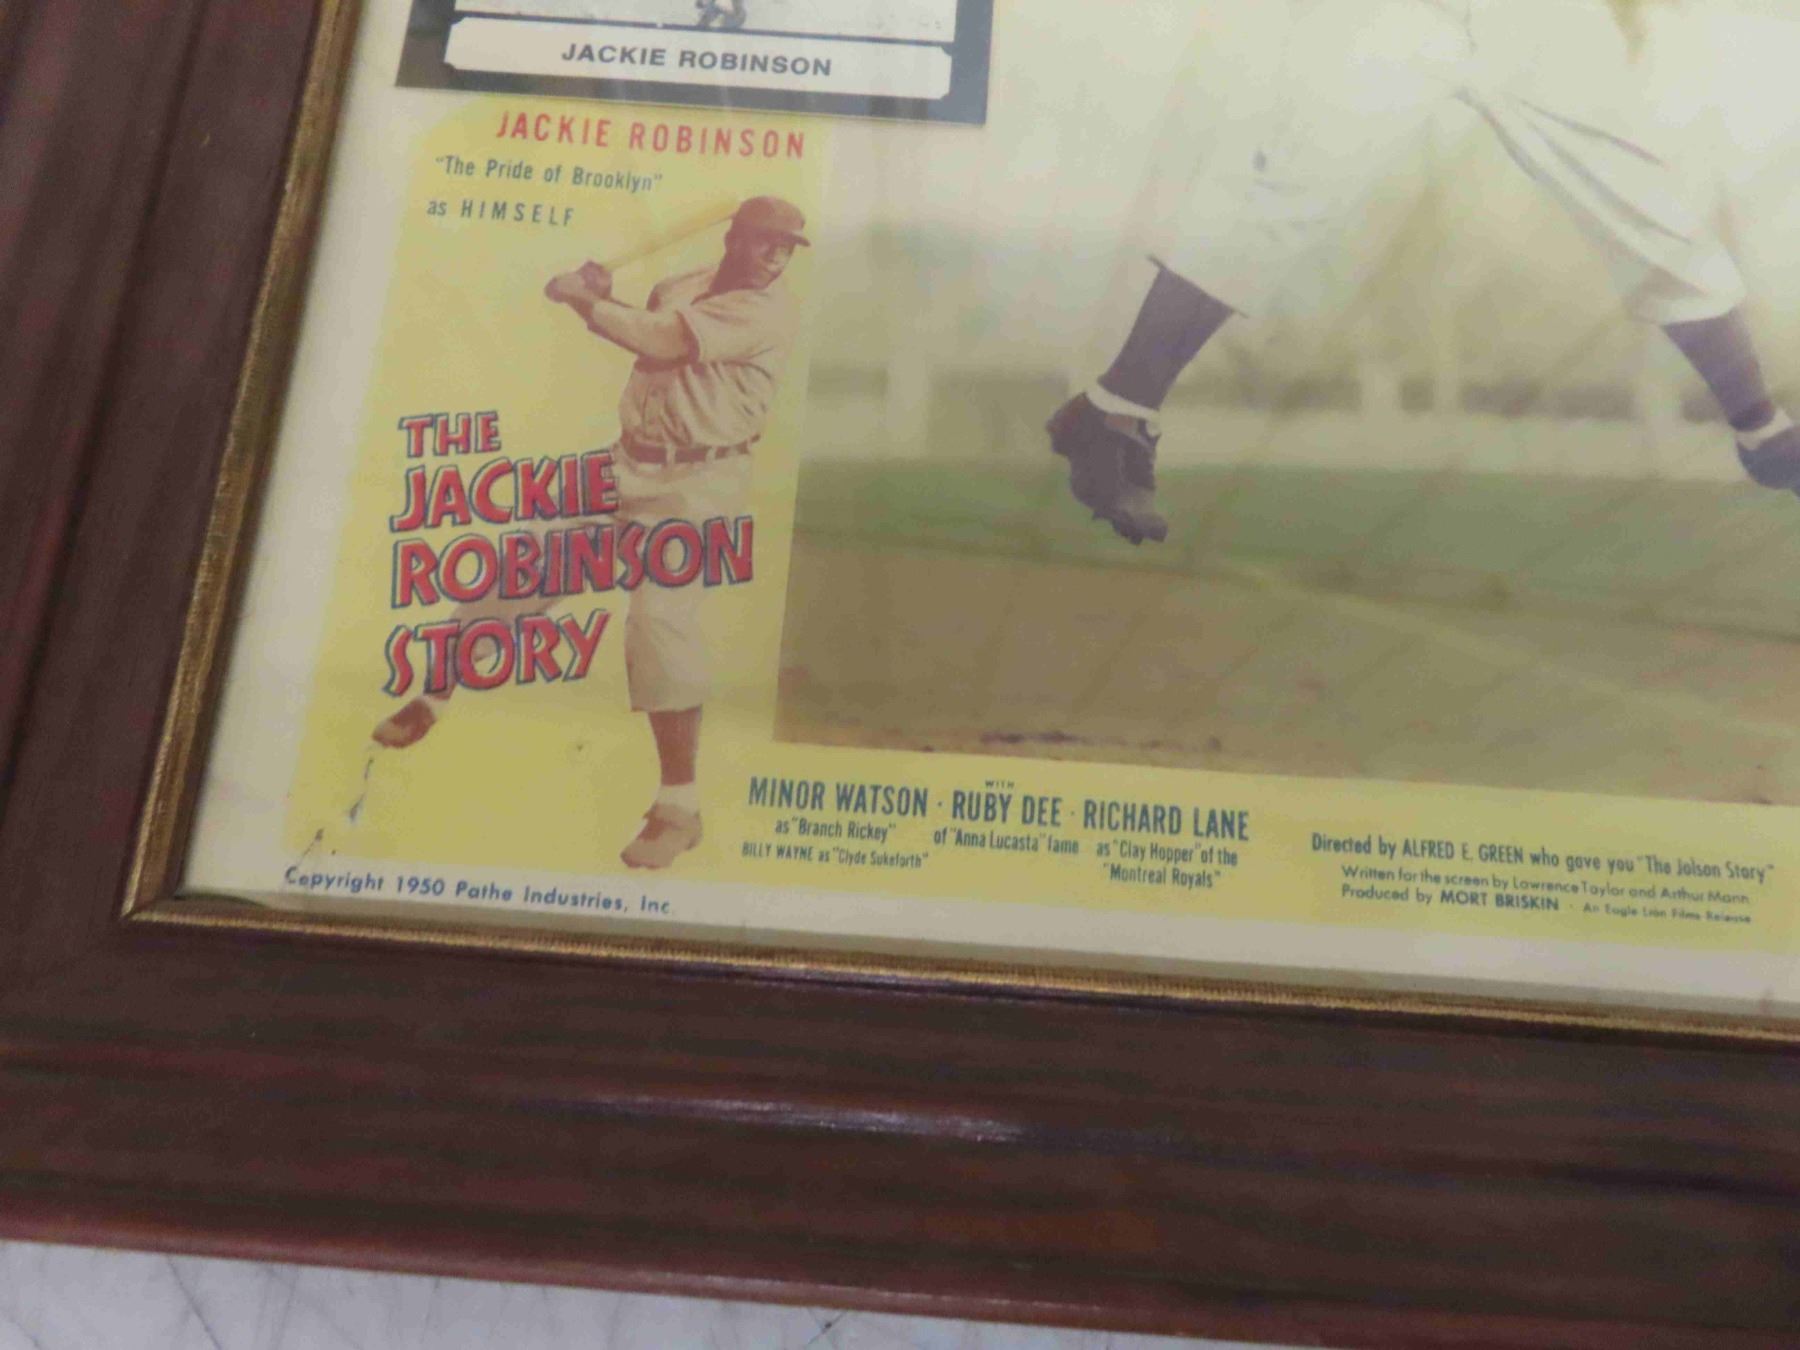 JACKIE ROBINSON
JACKIE ROBINSON
"The Pride of Brooklyn"
as HIMSELF
THE
JACKIE
ROBINSON
STORY
WITH
MINOR WATSON · RUBY DEE · RICHARD LANE
as "Branch Rickey" of "Anna Lucasta" fame as "Clay Hopper" of the
BILLY WAYNE as "Clyde Sukeforth" "Montreal Royals"
Directed by ALFRED E. GREEN who gave you "The Jolson Story"
Written for the screen by Lawrence Taylor and Arthur Mann
Produced by MORT BRISKIN · An Eagle Lion Films Release
Copyright 1950 Pathe Industries, Inc.